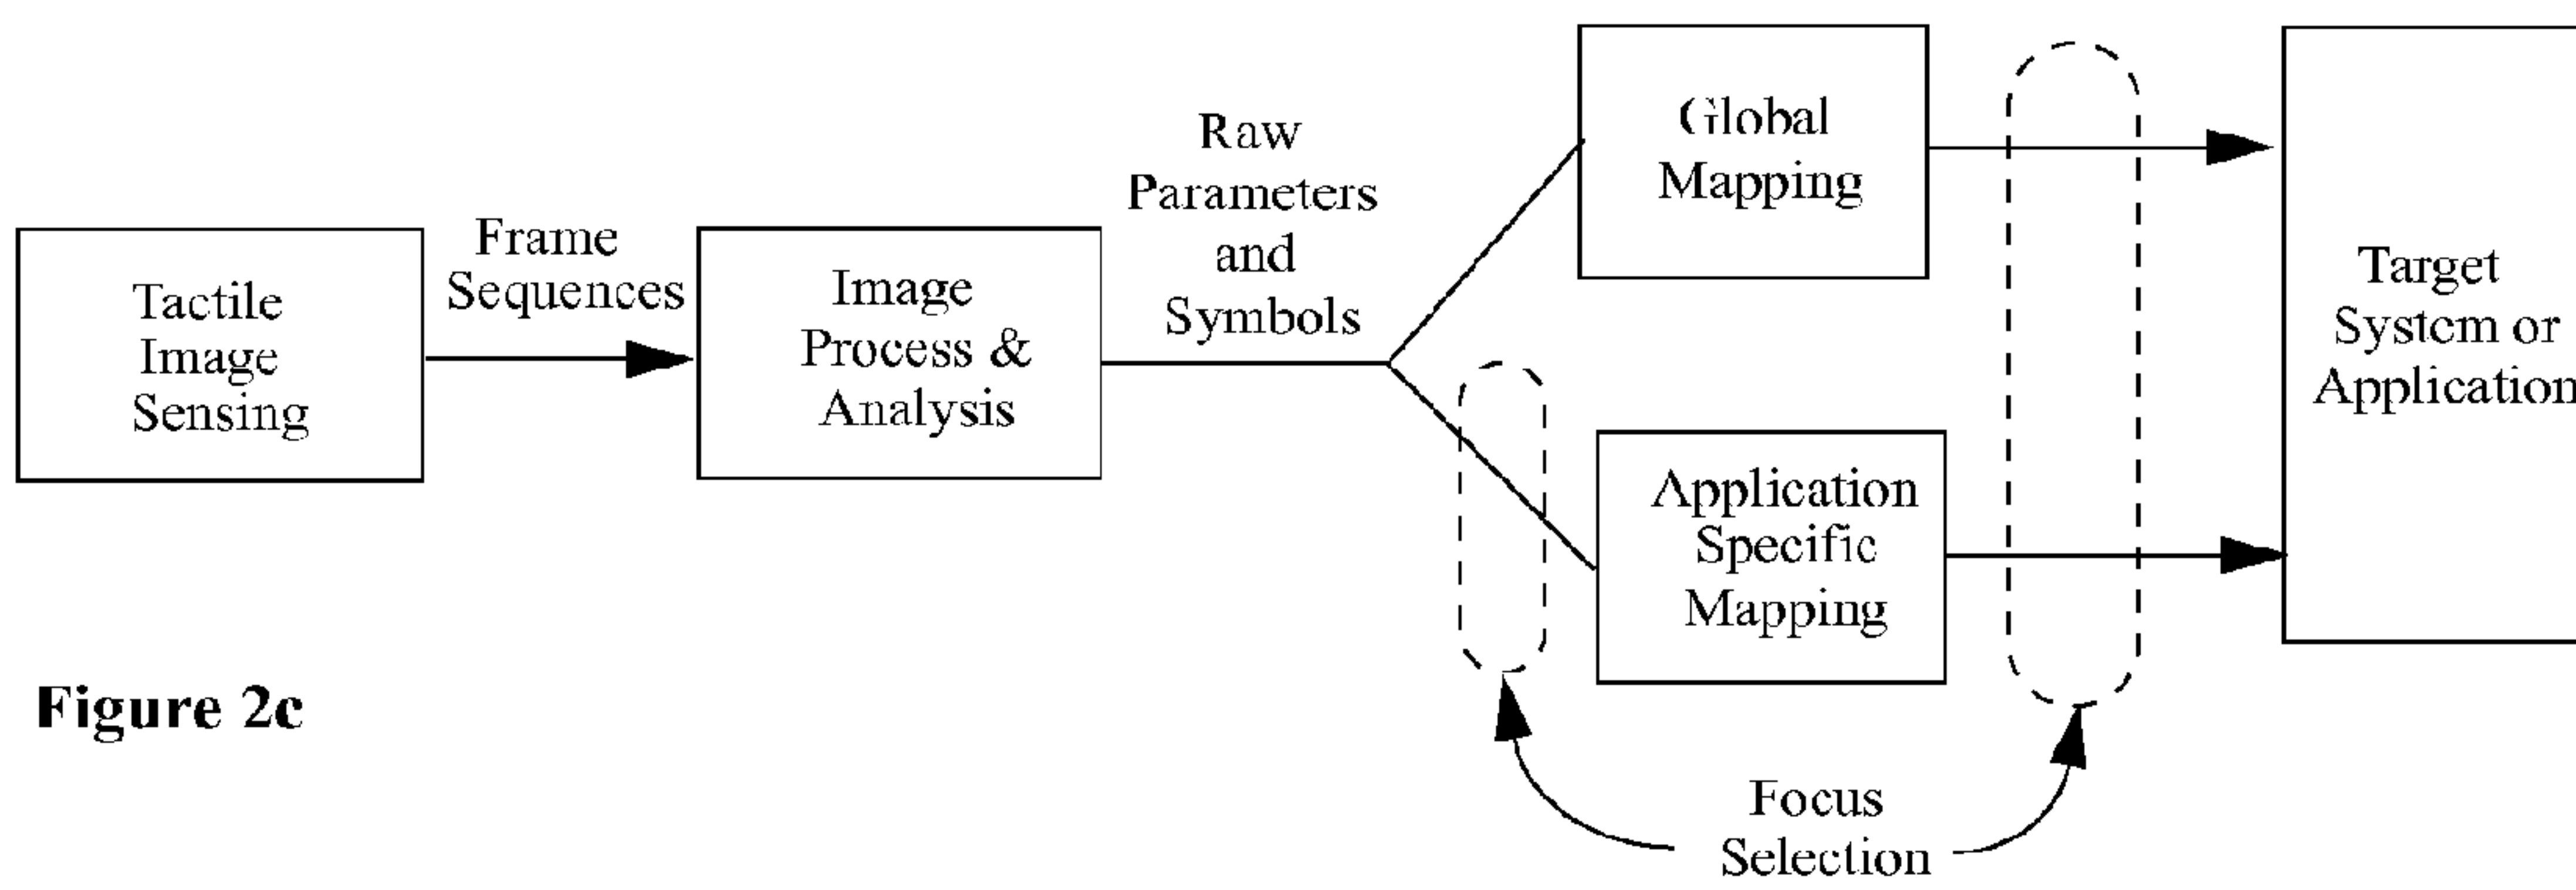 Tactile
Image
Sensing
Frame
Sequences
Image
Process &
Analysis
Raw
Parameters
and
Symbols
Global
Mapping
Application
Specific
Mapping
Target
System or
Application
Focus
Selection
Figure 2c